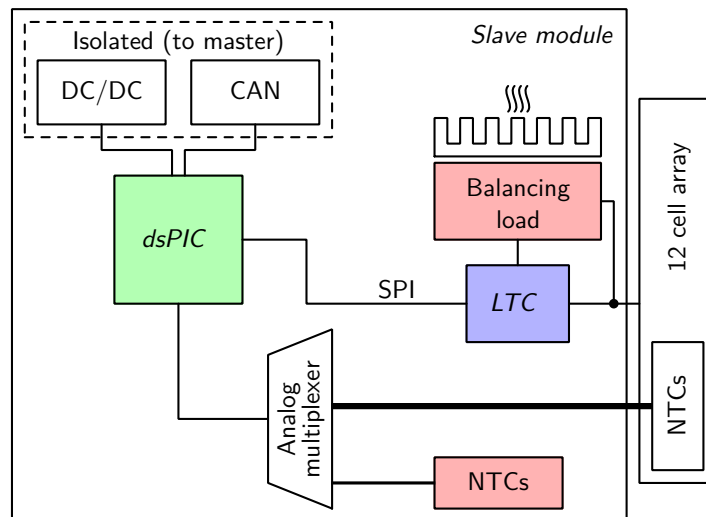 Isolated (to master)
Slave module
DC/DC
CAN
Balancing
load
dsPIC
12 cell array
SPI
LTC
Analog
multiplexer
NTCs
NTCs